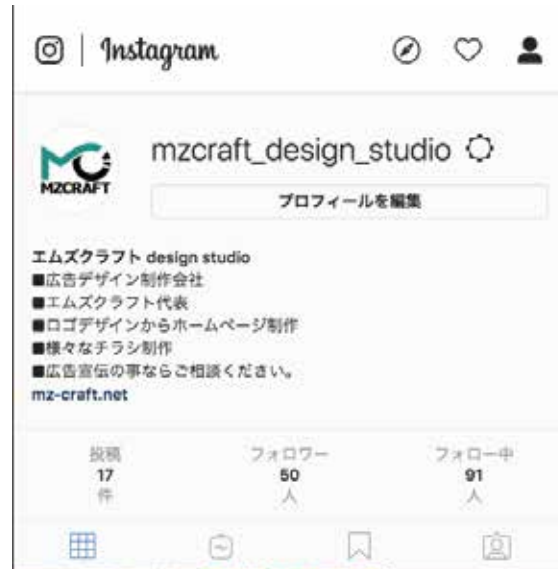 Instagram
mzcraft_design_studio
MZCRAFT
プロフィールを編集
エムズクラフト design studio
■広告デザイン制作会社
■エムズクラフト代表
■ロゴデザインからホームページ制作
■様々なチラシ制作
■広告宣伝の事ならご相談ください。
mz-craft.net
投稿 フォロワー フォロー中
17 50 91
件 人 人